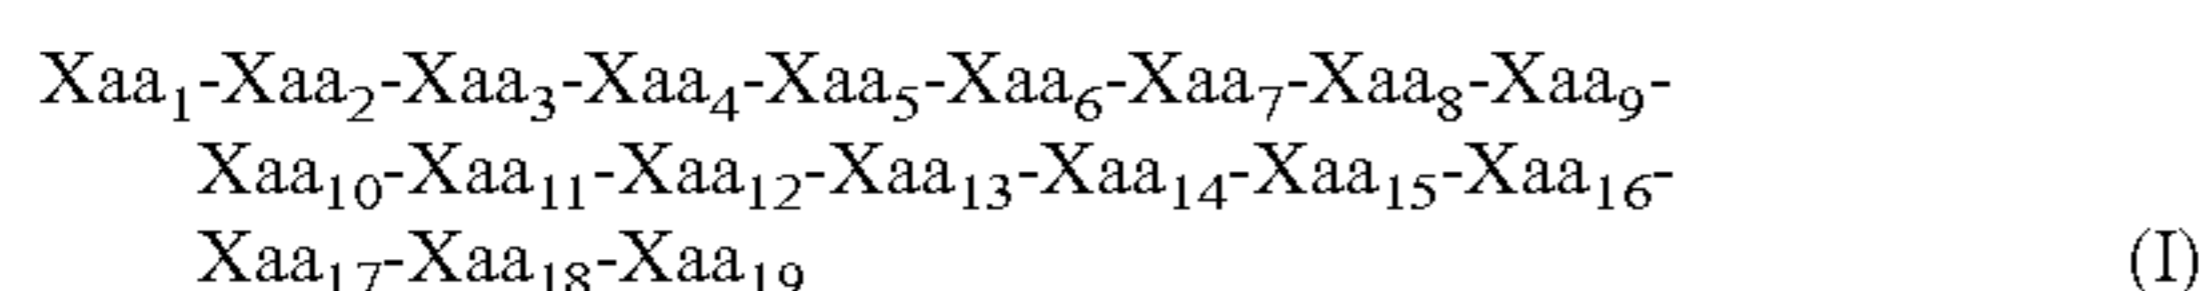 Xaa₁-Xaa₂-Xaa₃-Xaa₄-Xaa₅-Xaa₆-Xaa₇-Xaa₈-Xaa₉-
Xaa₁₀-Xaa₁₁-Xaa₁₂-Xaa₁₃-Xaa₁₄-Xaa₁₅-Xaa₁₆-
Xaa₁₇-Xaa₁₈-Xaa₁₉ (I)